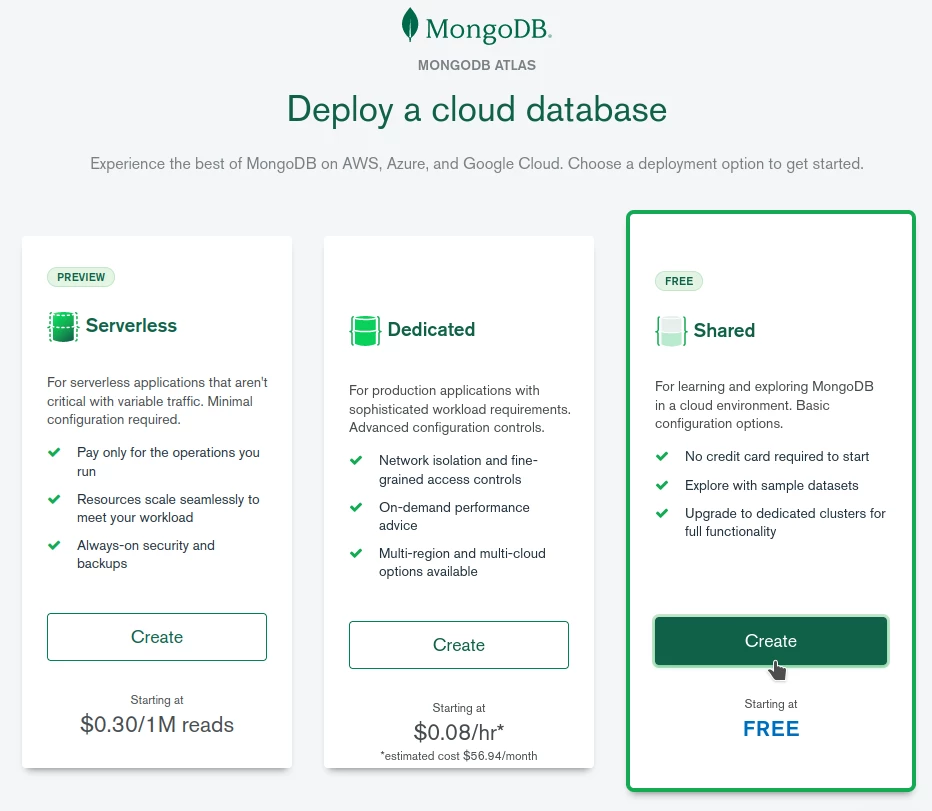 MongoDB.
MONGODB ATLAS
Deploy a cloud database
Experience the best of MongoDB on AWS, Azure, and Google Cloud. Choose a deployment option to get started.
PREVIEW
Serverless
For serverless applications that aren't
critical with variable traffic. Minimal
configuration required.
Pay only for the operations you
run
Resources scale seamlessly to
meet your workload
Always-on security and
backups
Create
Starting at
$0.30/1M reads
Dedicated
For production applications with
sophisticated workload requirements.
Advanced configuration controls.
Network isolation and fine-
grained access controls
On-demand performance
advice
Multi-region and multi-cloud
options available
Create
Starting at
$0.08/hr*
*estimated cost $56.94/month
FREE
Shared
For learning and exploring MongoDB
in a cloud environment. Basic
configuration options.
No credit card required to start
Explore with sample datasets
Upgrade to dedicated clusters for
full functionality
Create
Starting at
FREE